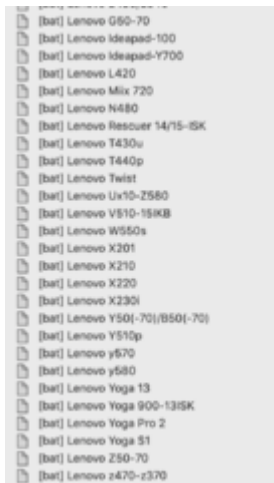 [bat] Lenovo G50-70
[bat] Lenovo Ideapad-100
[bat] Lenovo Ideapad-Y700
[bat] Lenovo L420
[bat] Lenovo Miix 720
[bat] Lenovo N480
[bat] Lenovo Rescuer 14/15-ISK
[bat] Lenovo T430u
[bat] Lenovo T440p
[bat] Lenovo Twist
[bat] Lenovo Ux10-Z580
[bat] Lenovo V510-15IKB
[bat] Lenovo W550s
[bat] Lenovo X201
[bat] Lenovo X210
[bat] Lenovo X220
[bat] Lenovo X230i
[bat] Lenovo Y50(-70)/B50(-70)
[bat] Lenovo Y510p
[bat] Lenovo y570
[bat] Lenovo y580
[bat] Lenovo Yoga 13
[bat] Lenovo Yoga 900-13ISK
[bat] Lenovo Yoga Pro 2
[bat] Lenovo Yoga S1
[bat] Lenovo Z50-70
[bat] Lenovo z470-z370